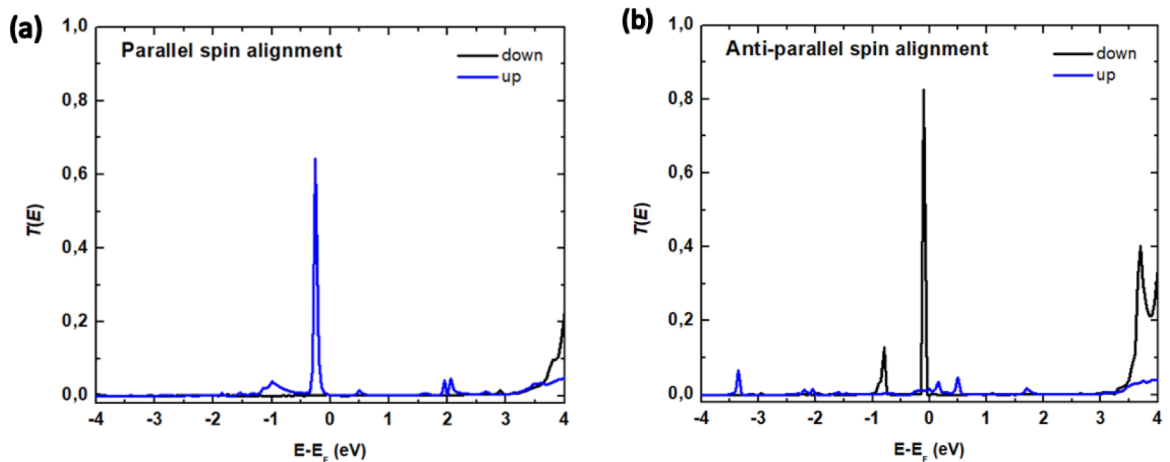 (a)
Parallel spin alignment
down
up
1,0
0,8
0,6
0,4
0,2
0,0
T(E)
-4 -3 -2 -1 0 1 2 3 4
E-E_F (eV)
(b)
Anti-parallel spin alignment
down
up
1,0
0,8
0,6
0,4
0,2
0,0
T(E)
-4 -3 -2 -1 0 1 2 3 4
E-E_F (eV)